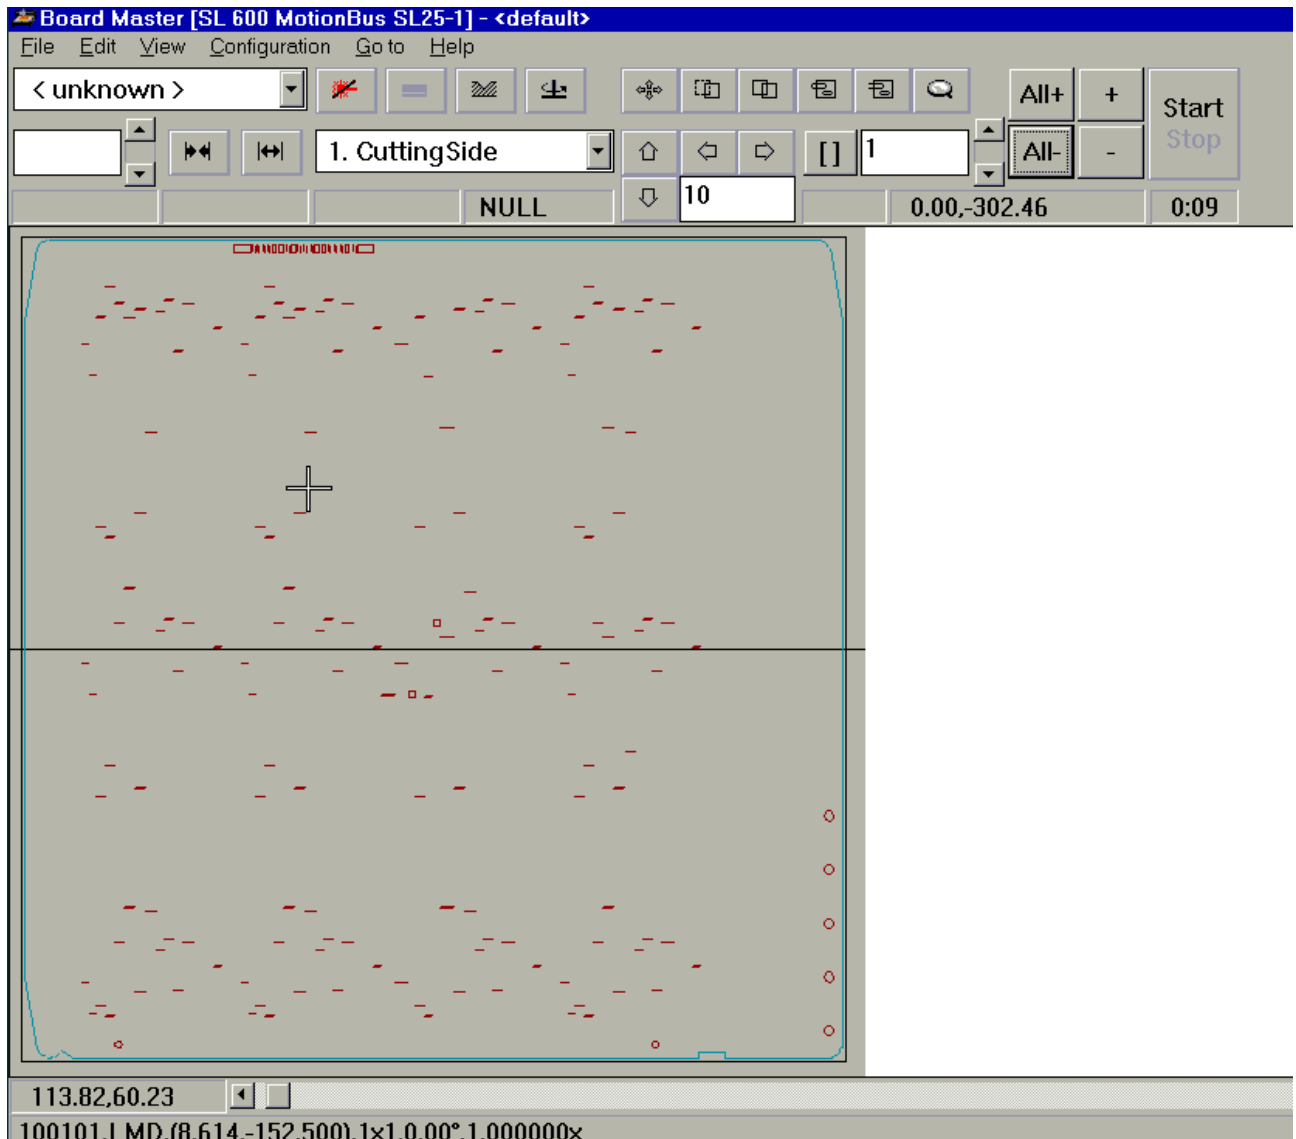 Board Master [SL 600 MotionBus SL25-1] - <default>
File Edit View Configuration Go to Help
< unknown > All+ + Start
1. CuttingSide [ ] 1 All- - Stop
NULL 10 0.00,-302.46 0:09
113.82,60.23
100101.LMD,(8.614,-152.500),1x1,0.00°,1.000000x